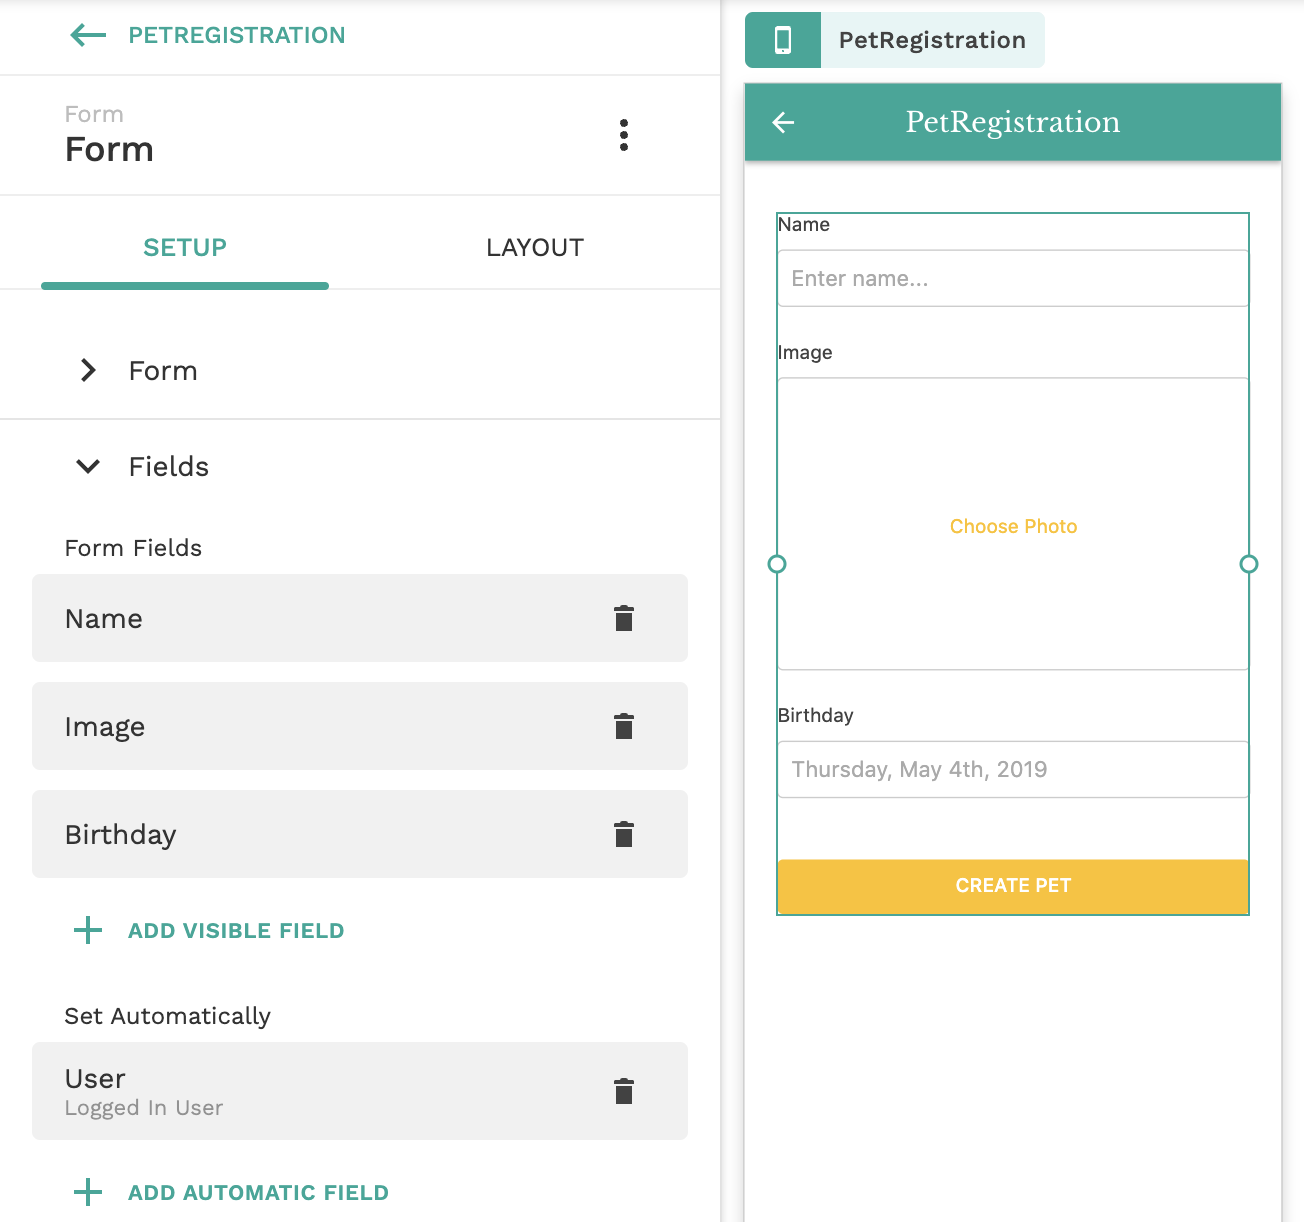 PETREGISTRATION
Form
Form
SETUP
LAYOUT
Form
Fields
Form Fields
Name
Image
Birthday
ADD VISIBLE FIELD
Set Automatically
User
Logged In User
ADD AUTOMATIC FIELD
PetRegistration
PetRegistration
Name
Enter name...
Image
Choose Photo
Birthday
Thursday, May 4th, 2019
CREATE PET